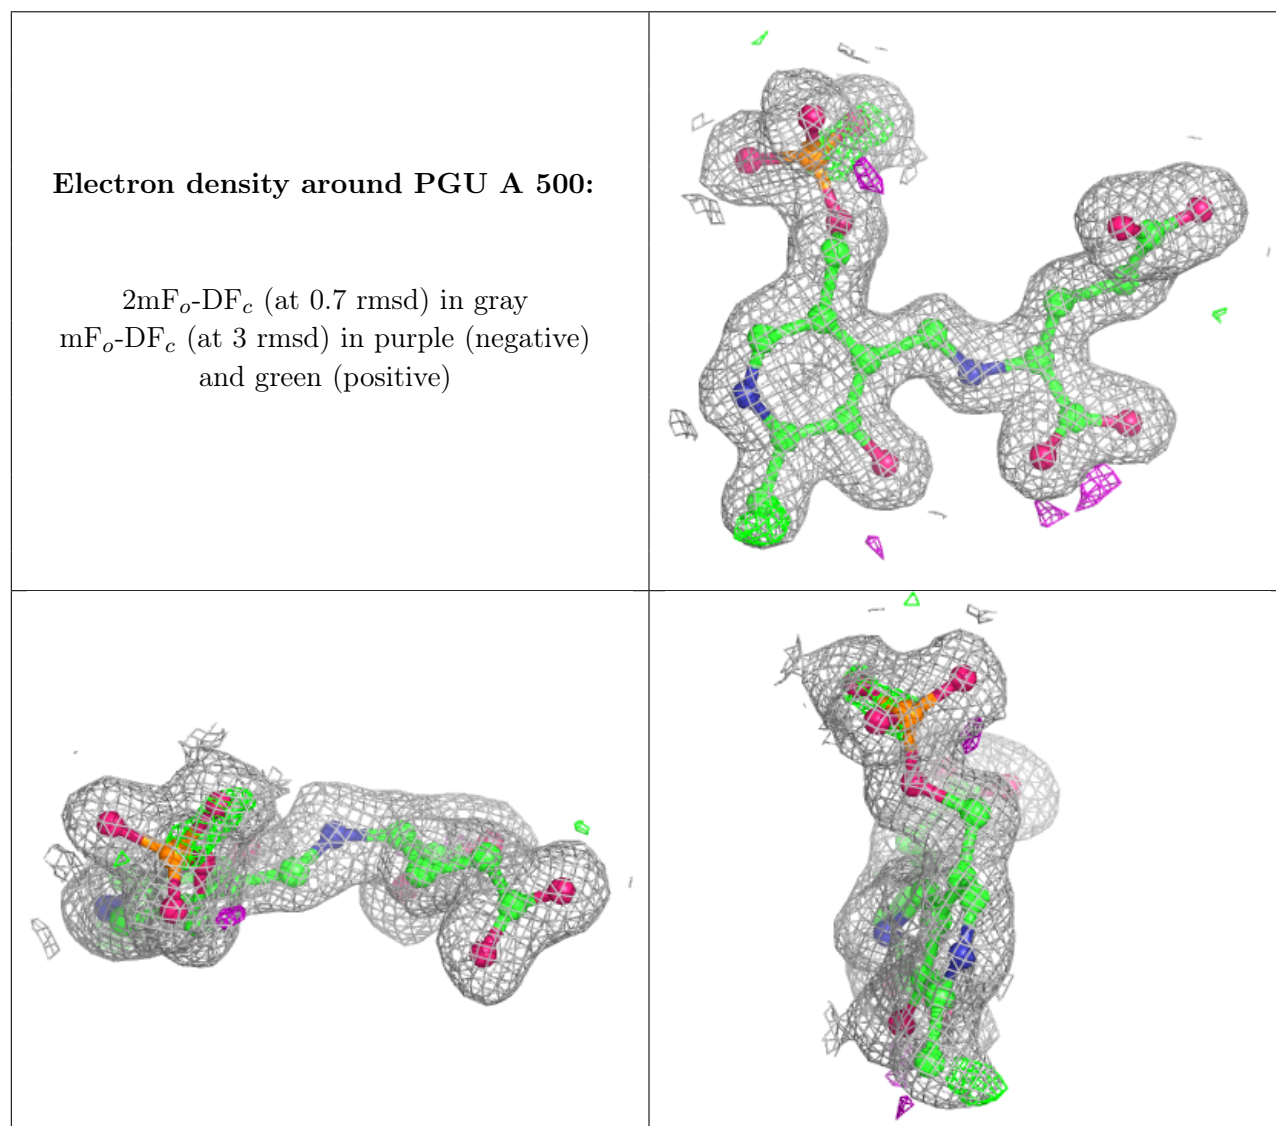 Electron density around PGU A 500:
2mFo-DFc (at 0.7 rmsd) in gray
mFo-DFc (at 3 rmsd) in purple (negative)
and green (positive)